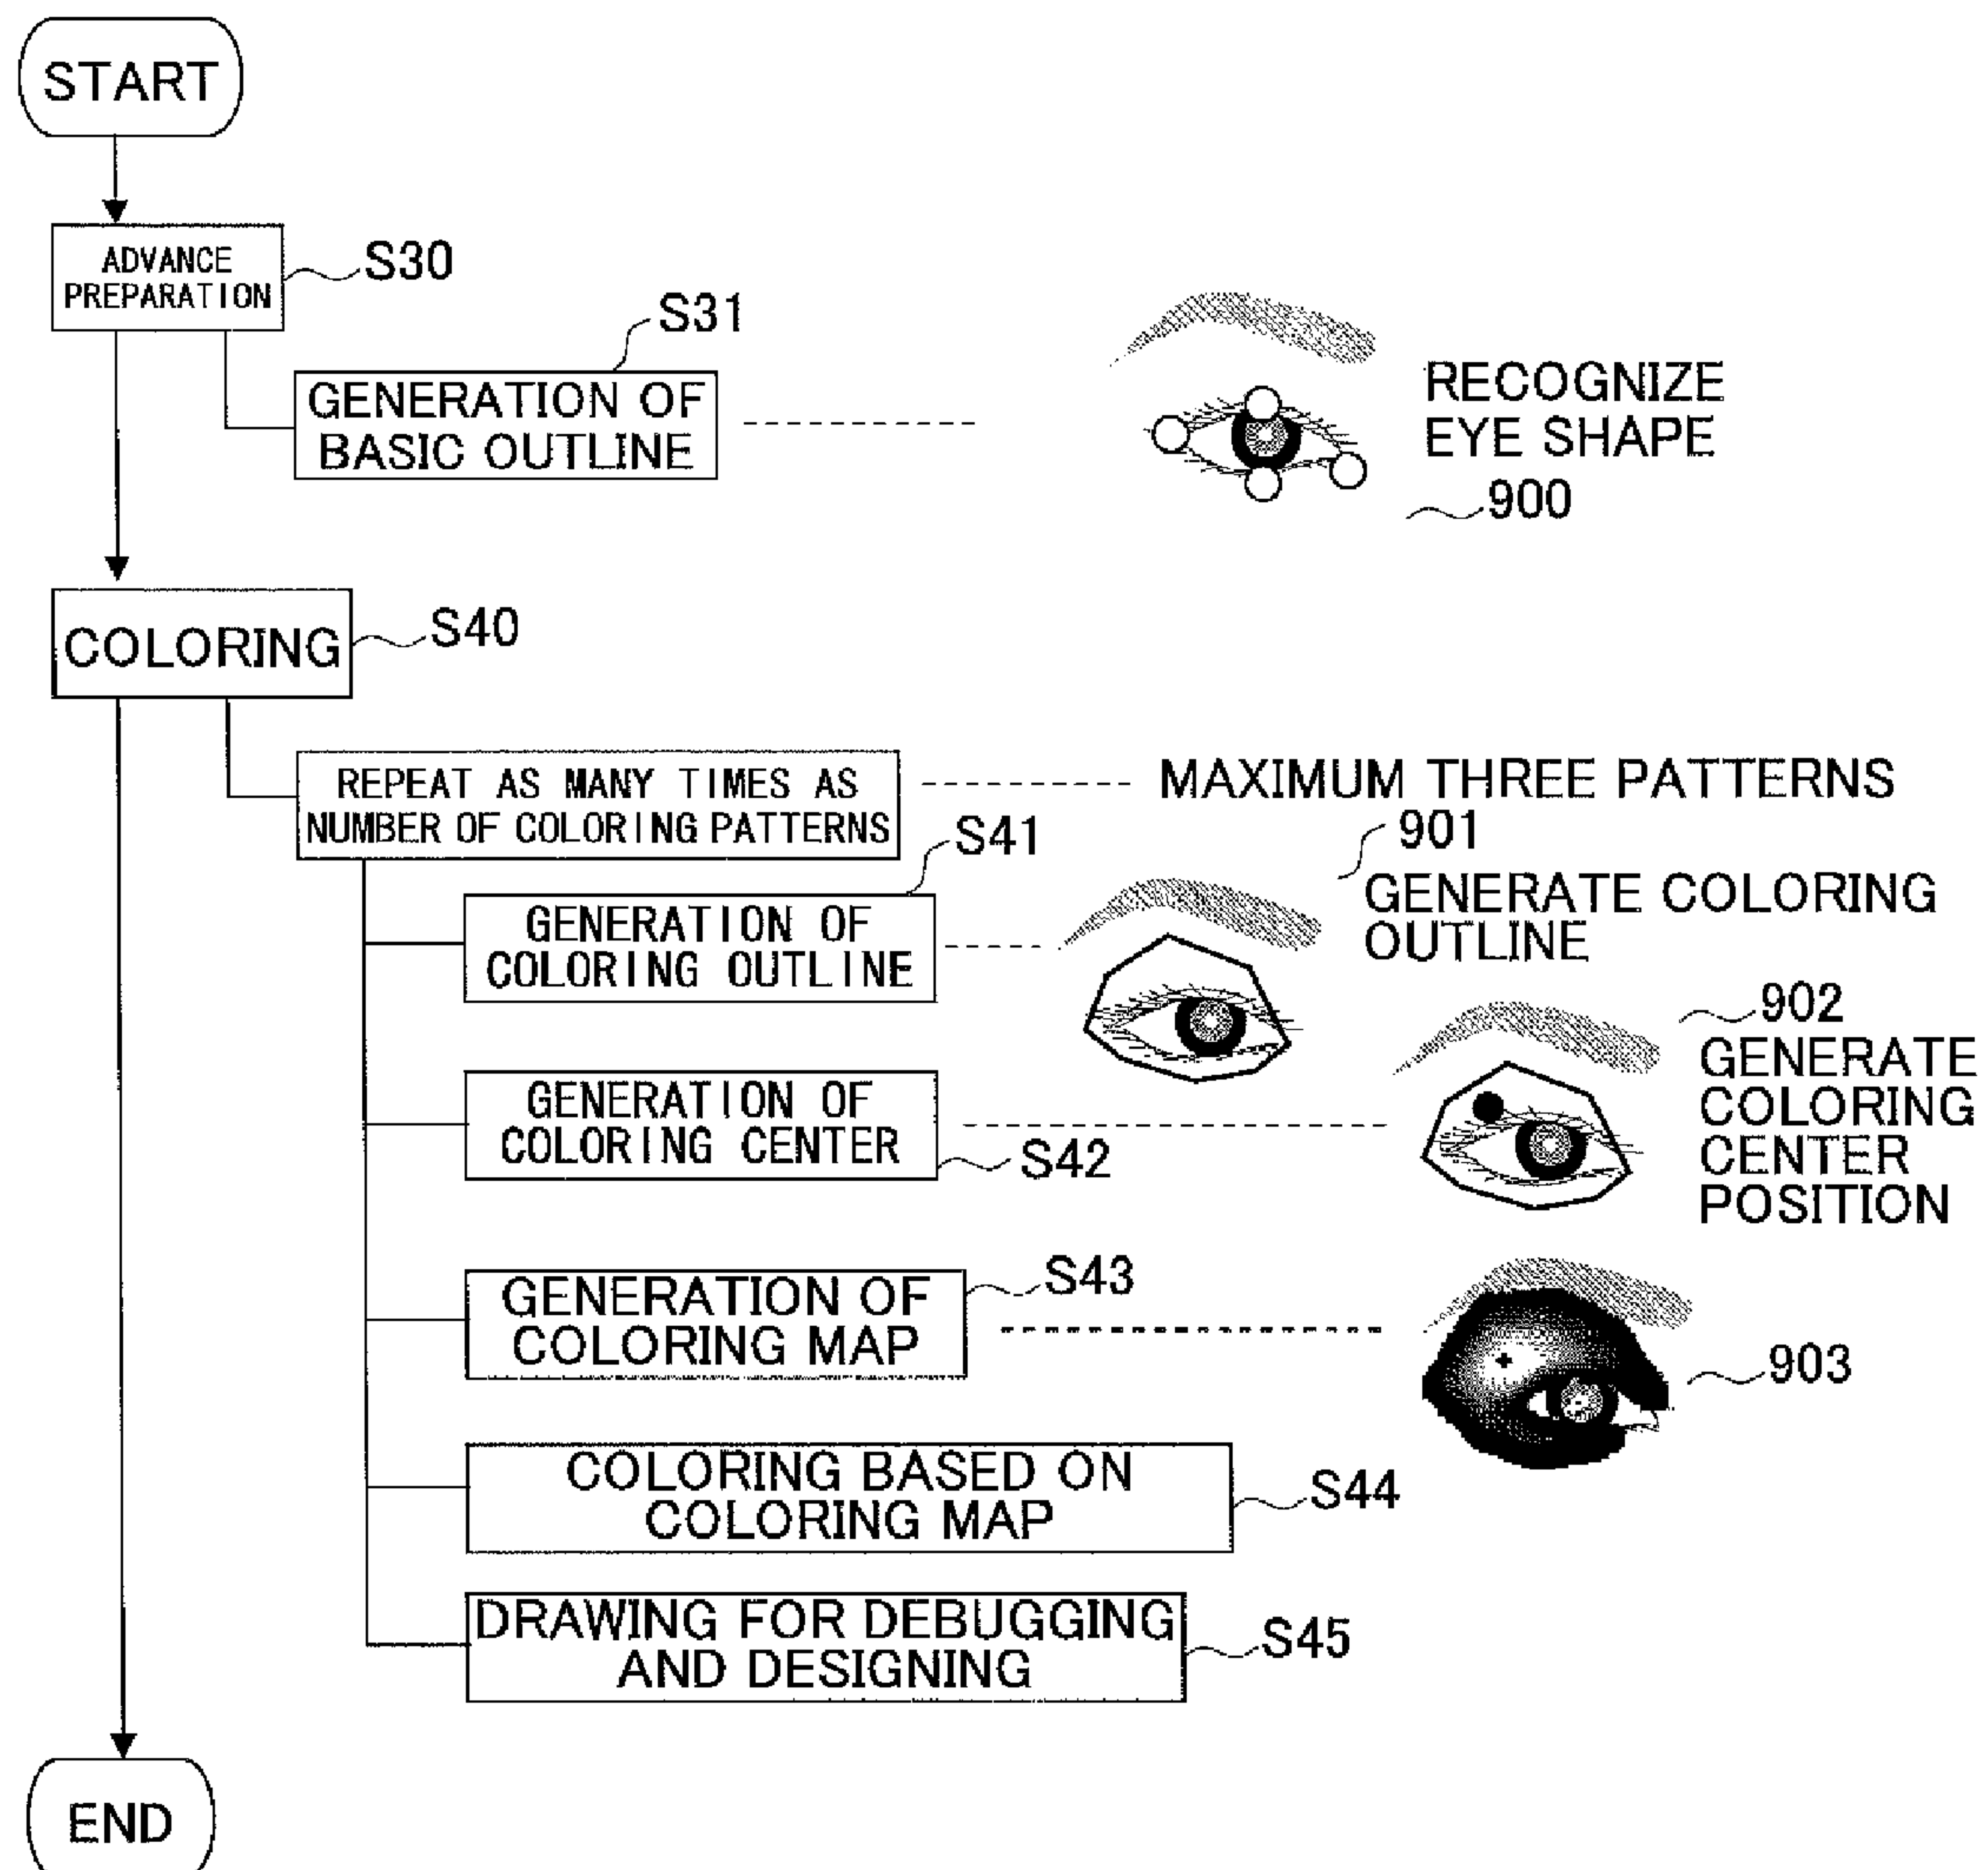 START
ADVANCE
PREPARATION
S30
S31
GENERATION OF
BASIC OUTLINE
RECOGNIZE
EYE SHAPE
900
COLORING
S40
REPEAT AS MANY TIMES AS
NUMBER OF COLORING PATTERNS
MAXIMUM THREE PATTERNS
S41
901
GENERATION OF
COLORING OUTLINE
GENERATE COLORING
OUTLINE
902
GENERATION OF
COLORING CENTER
S42
GENERATE
COLORING
CENTER
POSITION
GENERATION OF
COLORING MAP
S43
903
COLORING BASED ON
COLORING MAP
S44
DRAWING FOR DEBUGGING
AND DESIGNING
S45
END